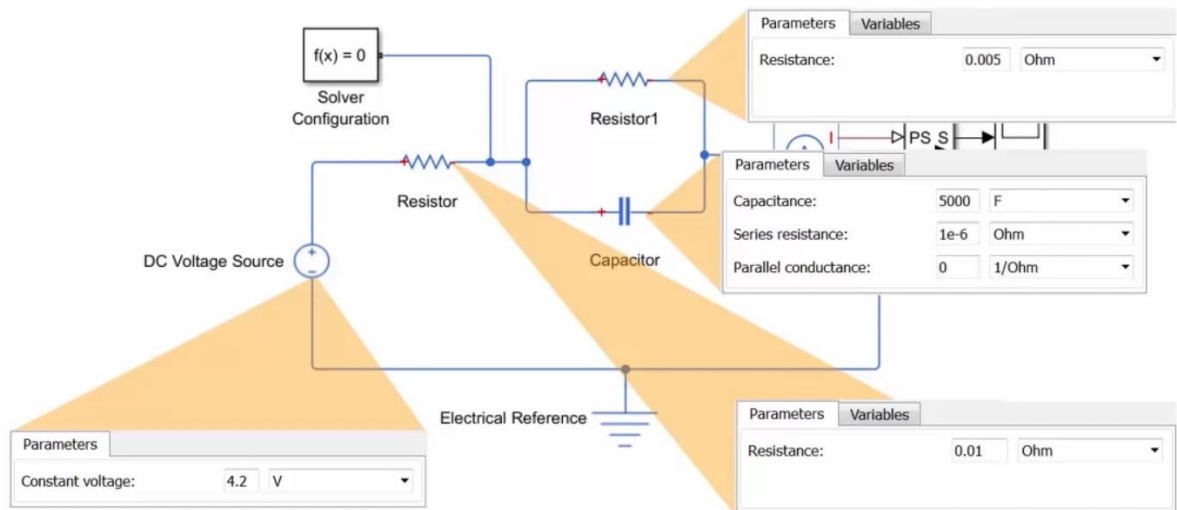 Parameters Variables
Resistance: 0.005 Ohm
f(x) = 0
Solver
Configuration
Resistor1
I
PS S
Parameters Variables
Capacitance: 5000 F
Series resistance: 1e-6 Ohm
Parallel conductance: 0 1/Ohm
Resistor
DC Voltage Source
Capacitor
Electrical Reference
Parameters
Constant voltage: 4.2 V
Parameters Variables
Resistance: 0.01 Ohm